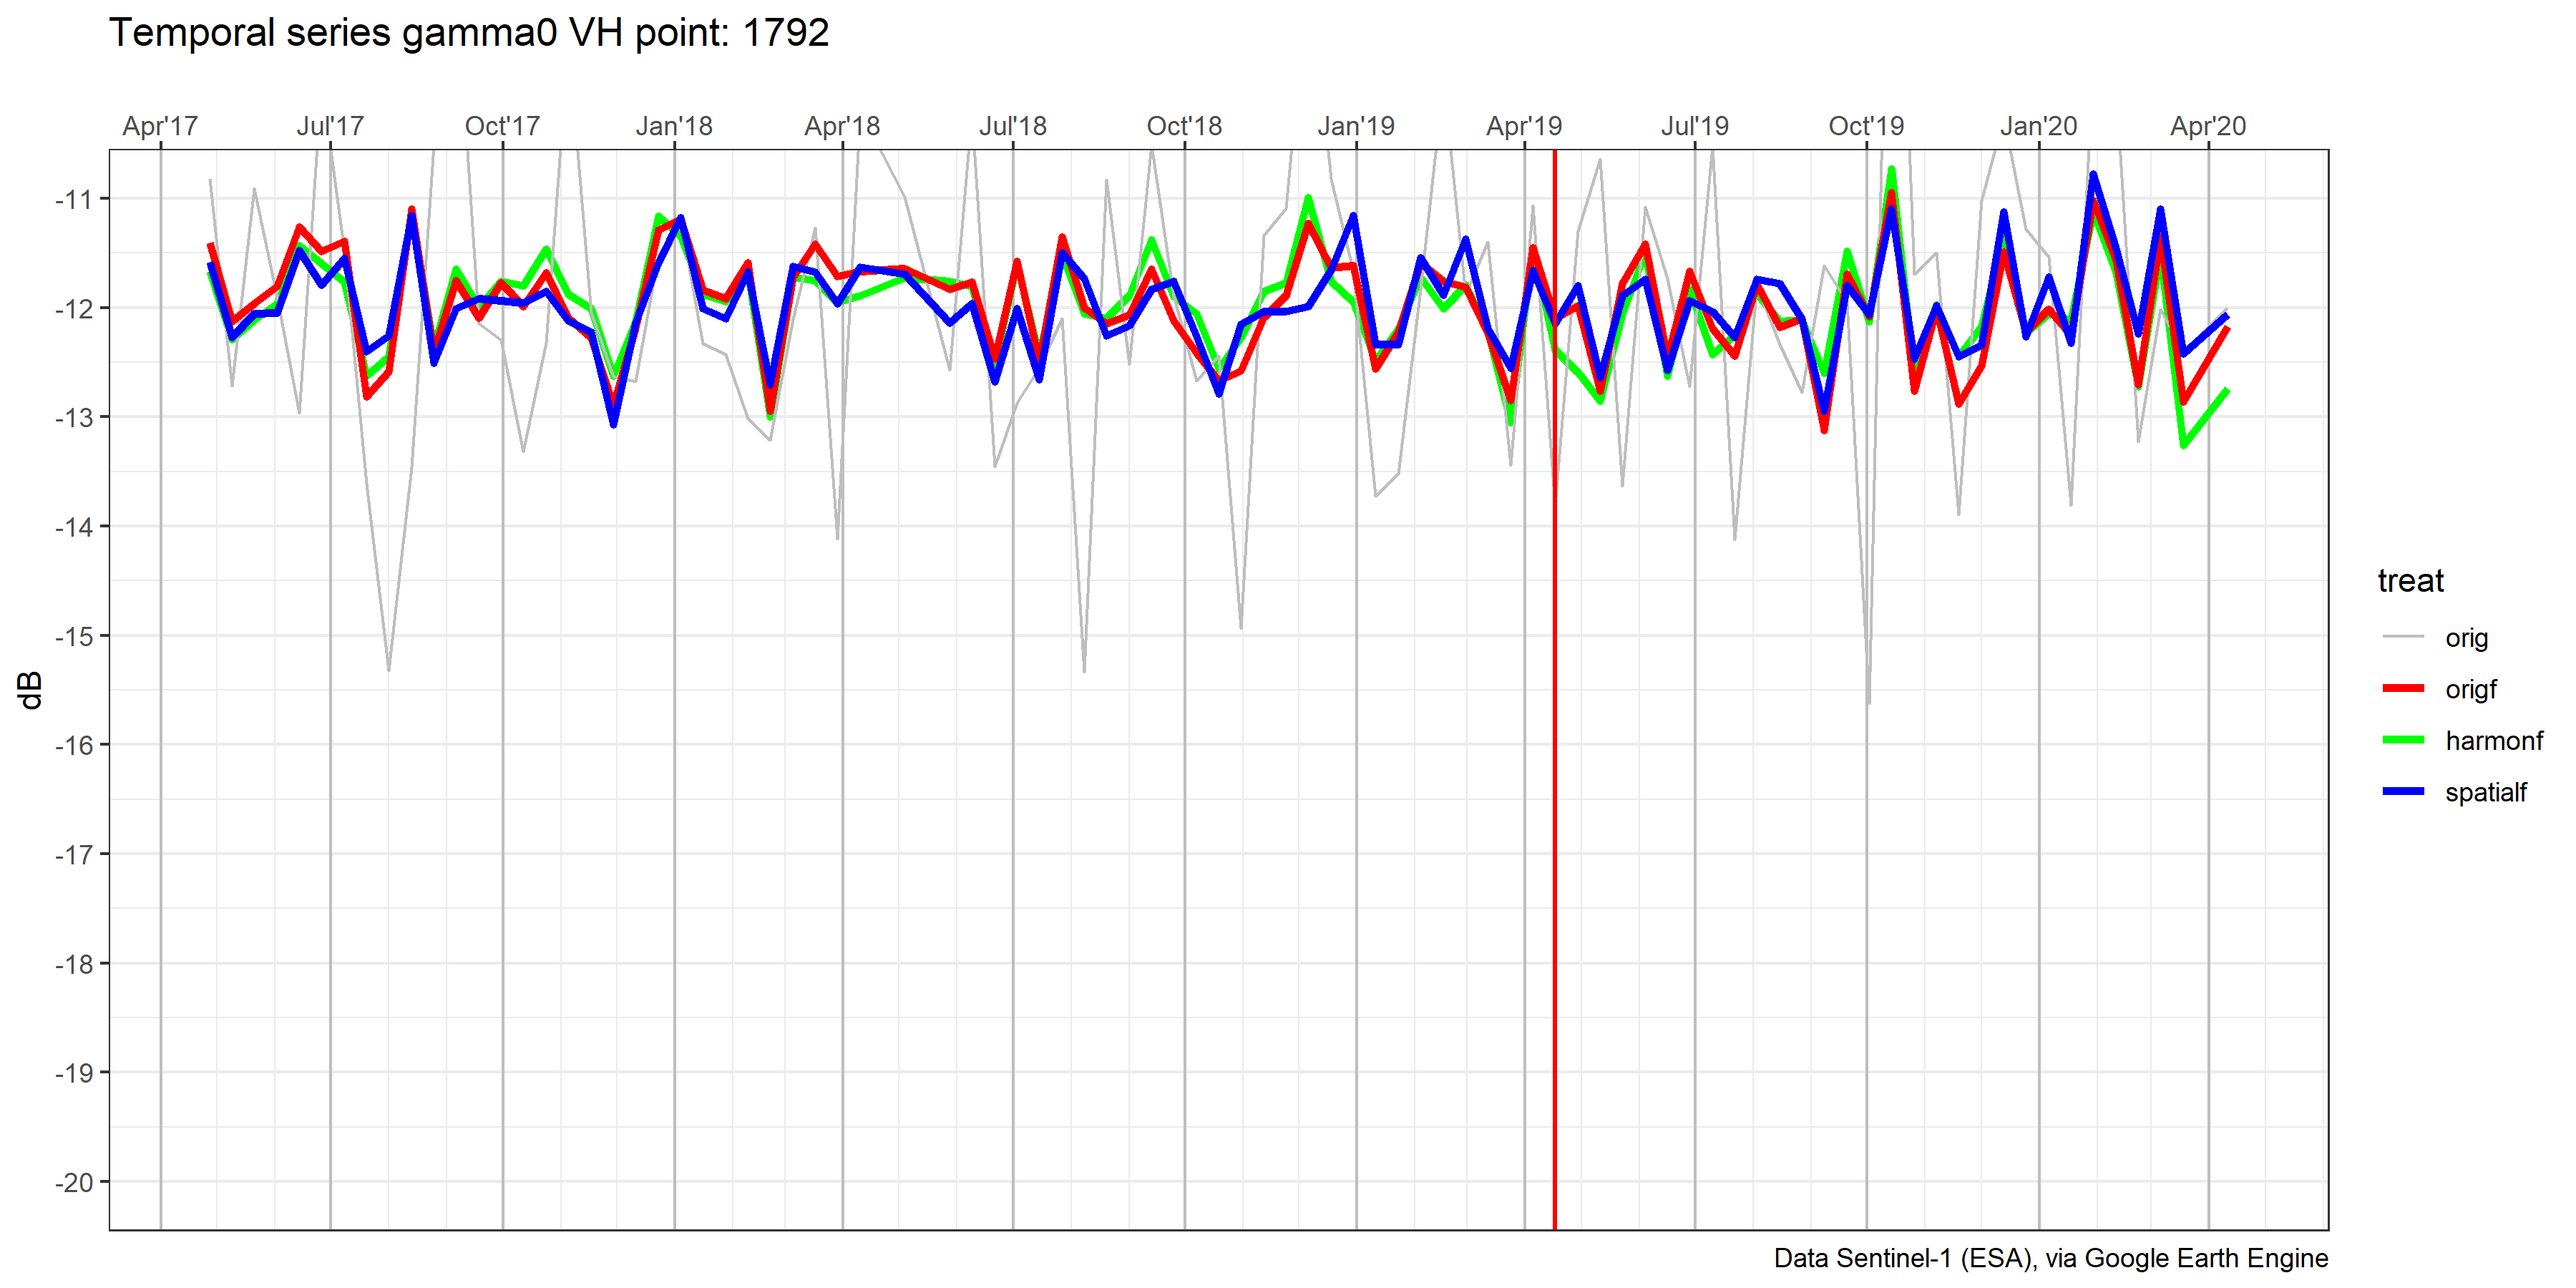 Temporal series gamma0 VH point: 1792
Apr'17 Jul'17 Oct'17 Jan'18 Apr'18 Jul'18 Oct'18 Jan'19 Apr'19 Jul'19 Oct'19 Jan'20 Apr'20
-11
-12
-13
-14
-15
-16
-17
-18
-19
-20
dB
treat
orig
origf
harmonf
spatialf
Data Sentinel-1 (ESA), via Google Earth Engine